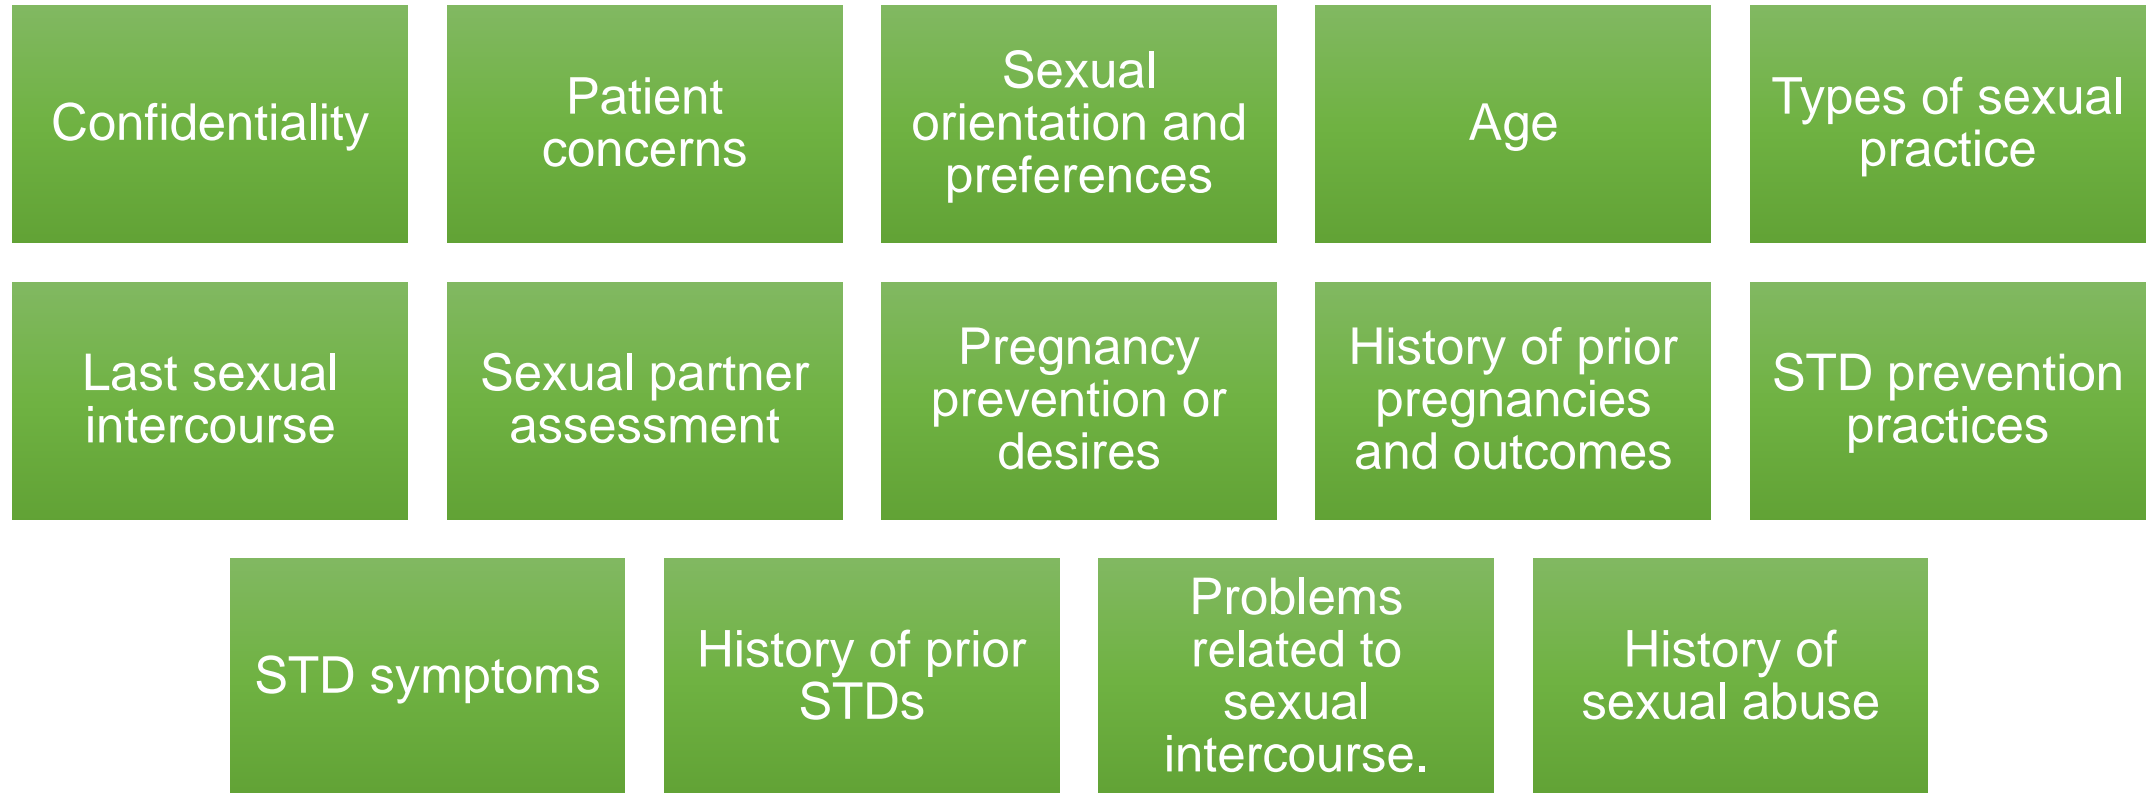 Confidentiality
Patient
concerns
Sexual
orientation and
preferences
Age
Types of sexual
practice
Last sexual
intercourse
Sexual partner
assessment
Pregnancy
prevention or
desires
History of prior
pregnancies
and outcomes
STD prevention
practices
STD symptoms
History of prior
STDs
Problems
related to
sexual
intercourse.
History of
sexual abuse